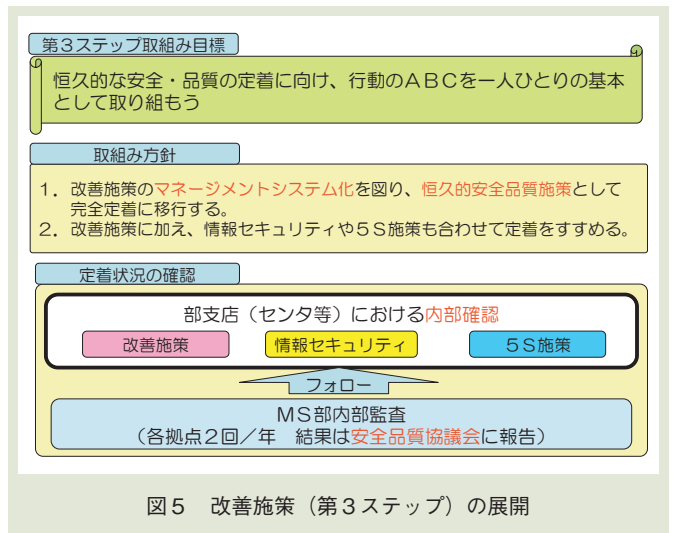 第３ステップ取組み目標
恒久的な安全・品質の定着に向け、行動のＡＢＣを一人ひとりの基本
として取り組もう
取組み方針
１．改善施策のマネージメントシステム化を図り、恒久的安全品質施策として
完全定着に移行する。
２．改善施策に加え、情報セキュリティや５Ｓ施策も合わせて定着をすすめる。
定着状況の確認
部支店（センタ等）における内部確認
改善施策　情報セキュリティ　５Ｓ施策
フォロー
ＭＳ部内部監査
（各拠点２回／年　結果は安全品質協議会に報告）
図５　改善施策（第３ステップ）の展開